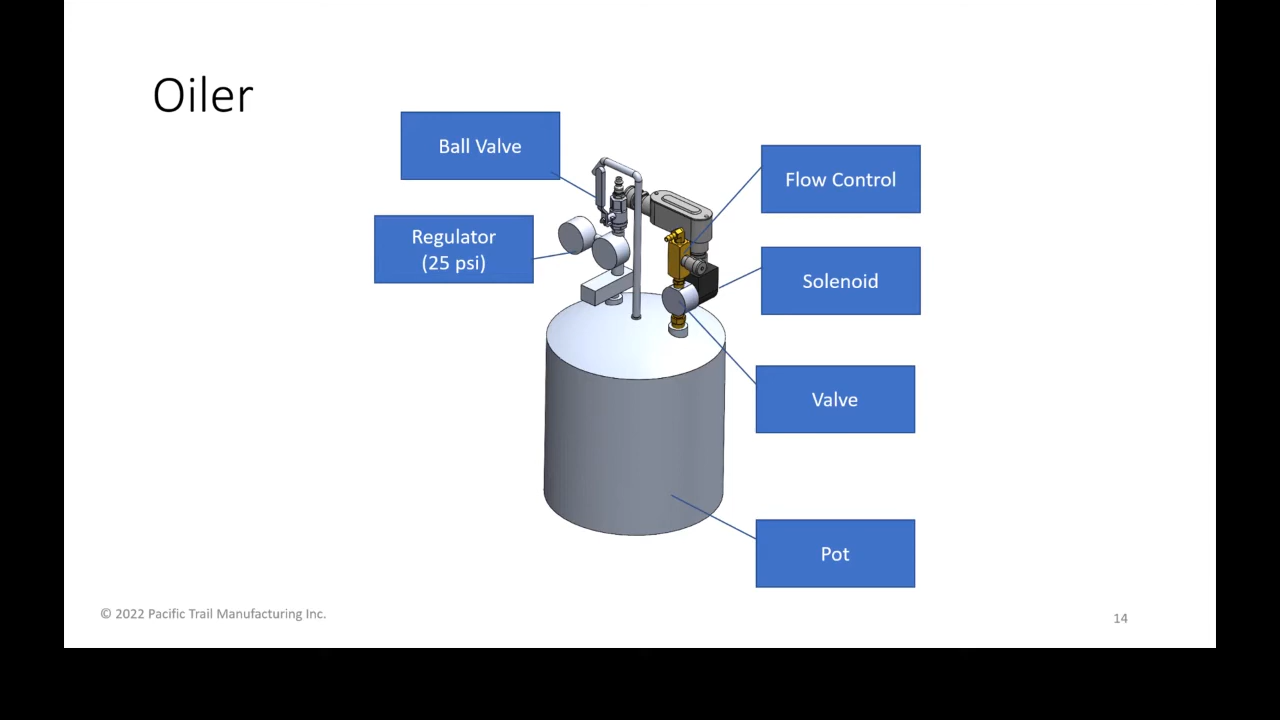 Oiler
Ball Valve
Flow Control
Regulator
(25 psi)
Solenoid
Valve
Pot
© 2022 Pacific Trail Manufacturing Inc.
14